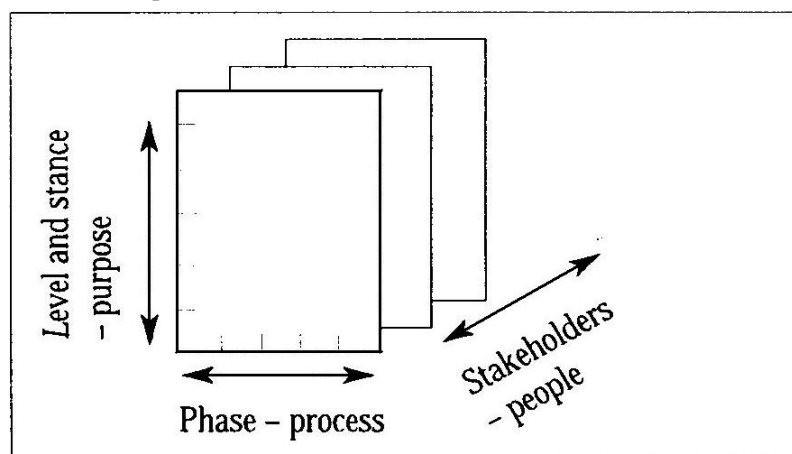 Level and stance
– purpose
Phase – process
Stakeholders
– people